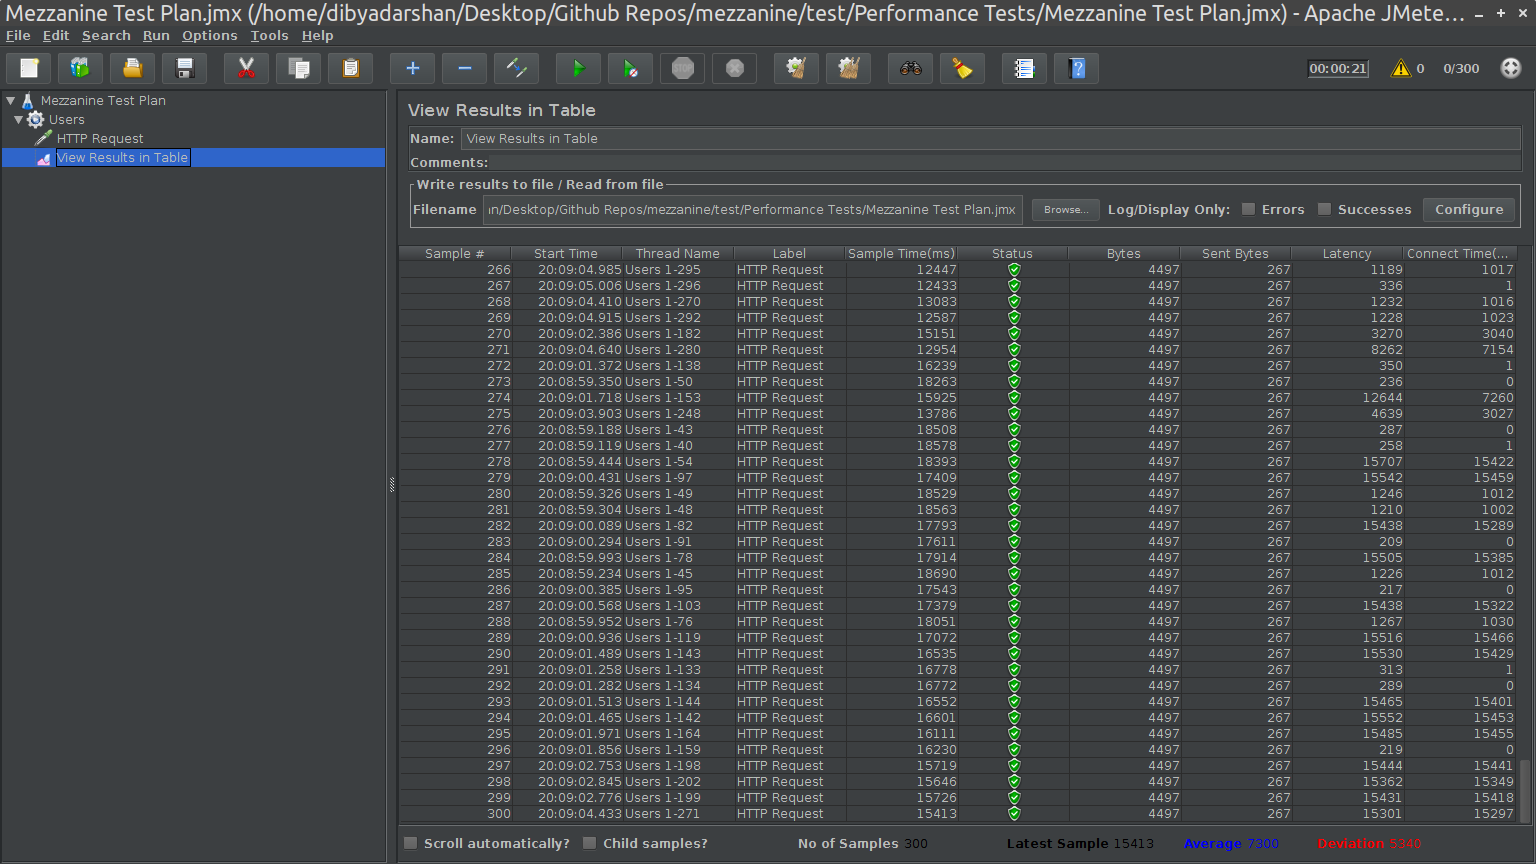 Mezzanine Test Plan.jmx (/home/dibyadarshan/Desktop/Github Repos/mezzanine/test/Performance Tests/Mezzanine Test Plan.jmx) - Apache JMete...
File Edit Search Run Options Tools Help
STOP 00:00:21 0 0/300
Mezzanine Test Plan
Users
HTTP Request
View Results in Table
View Results in Table
Name: View Results in Table
Comments:
Write results to file / Read from file
Filename n/Desktop/Github Repos/mezzanine/test/Performance Tests/Mezzanine Test Plan.jmx Browse... Log/Display Only: Errors Successes Configure
Sample # Start Time Thread Name Label Sample Time(ms) Status Bytes Sent Bytes Latency Connect Time(...
266 20:09:04.985 Users 1-295 HTTP Request 12447 4497 267 1189 1017
267 20:09:05.006 Users 1-296 HTTP Request 12433 4497 267 336 1
268 20:09:04.410 Users 1-270 HTTP Request 13083 4497 267 1232 1016
269 20:09:04.915 Users 1-292 HTTP Request 12587 4497 267 1228 1023
270 20:09:02.386 Users 1-182 HTTP Request 15151 4497 267 3270 3040
271 20:09:04.640 Users 1-280 HTTP Request 12954 4497 267 8262 7154
272 20:09:01.372 Users 1-138 HTTP Request 16239 4497 267 350 1
273 20:08:59.350 Users 1-50 HTTP Request 18263 4497 267 236 0
274 20:09:01.718 Users 1-153 HTTP Request 15925 4497 267 12644 7260
275 20:09:03.903 Users 1-248 HTTP Request 13786 4497 267 4639 3027
276 20:08:59.188 Users 1-43 HTTP Request 18508 4497 267 287 0
277 20:08:59.119 Users 1-40 HTTP Request 18578 4497 267 258 1
278 20:08:59.444 Users 1-54 HTTP Request 18393 4497 267 15707 15422
279 20:09:00.431 Users 1-97 HTTP Request 17409 4497 267 15542 15459
280 20:08:59.326 Users 1-49 HTTP Request 18529 4497 267 1246 1012
281 20:08:59.304 Users 1-48 HTTP Request 18563 4497 267 1210 1002
282 20:09:00.089 Users 1-82 HTTP Request 17793 4497 267 15438 15289
283 20:09:00.294 Users 1-91 HTTP Request 17611 4497 267 209 0
284 20:08:59.993 Users 1-78 HTTP Request 17914 4497 267 15505 15385
285 20:08:59.234 Users 1-45 HTTP Request 18690 4497 267 1226 1012
286 20:09:00.385 Users 1-95 HTTP Request 17543 4497 267 217 0
287 20:09:00.568 Users 1-103 HTTP Request 17379 4497 267 15438 15322
288 20:08:59.952 Users 1-76 HTTP Request 18051 4497 267 1267 1030
289 20:09:00.936 Users 1-119 HTTP Request 17072 4497 267 15516 15466
290 20:09:01.489 Users 1-143 HTTP Request 16535 4497 267 15530 15429
291 20:09:01.258 Users 1-133 HTTP Request 16778 4497 267 313 1
292 20:09:01.282 Users 1-134 HTTP Request 16772 4497 267 289 0
293 20:09:01.513 Users 1-144 HTTP Request 16552 4497 267 15465 15401
294 20:09:01.465 Users 1-142 HTTP Request 16601 4497 267 15552 15453
295 20:09:01.971 Users 1-164 HTTP Request 16111 4497 267 15485 15455
296 20:09:01.856 Users 1-159 HTTP Request 16230 4497 267 219 0
297 20:09:02.753 Users 1-198 HTTP Request 15719 4497 267 15444 15441
298 20:09:02.845 Users 1-202 HTTP Request 15646 4497 267 15362 15349
299 20:09:02.776 Users 1-199 HTTP Request 15726 4497 267 15431 15418
300 20:09:04.433 Users 1-271 HTTP Request 15413 4497 267 15301 15297
Scroll automatically? Child samples? No of Samples 300 Latest Sample 15413 Average 7300 Deviation 5340